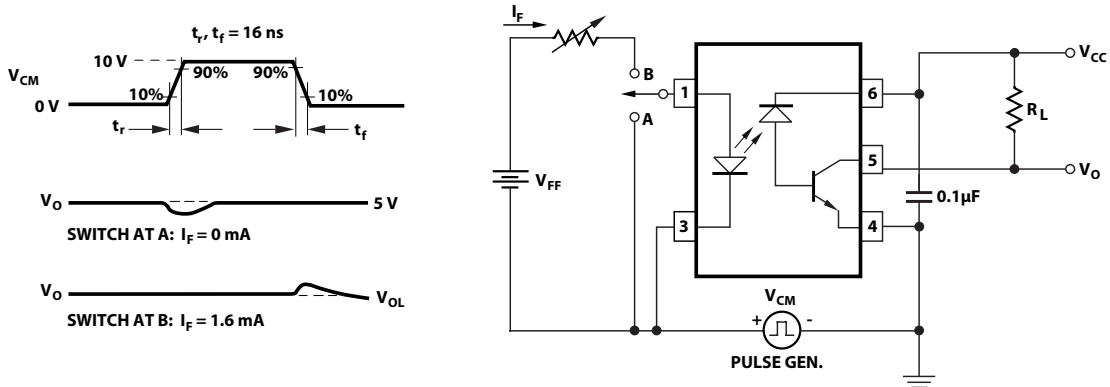 tr, tf = 16 ns
VCM
10 V
90%
90%
10%
10%
0 V
tr
tf
VO
5 V
SWITCH AT A: IF = 0 mA
VO
VOL
SWITCH AT B: IF = 1.6 mA
IF
B
A
VFF
1
3
6
5
4
VCC
RL
VO
0.1µF
VCM
+
-
PULSE GEN.